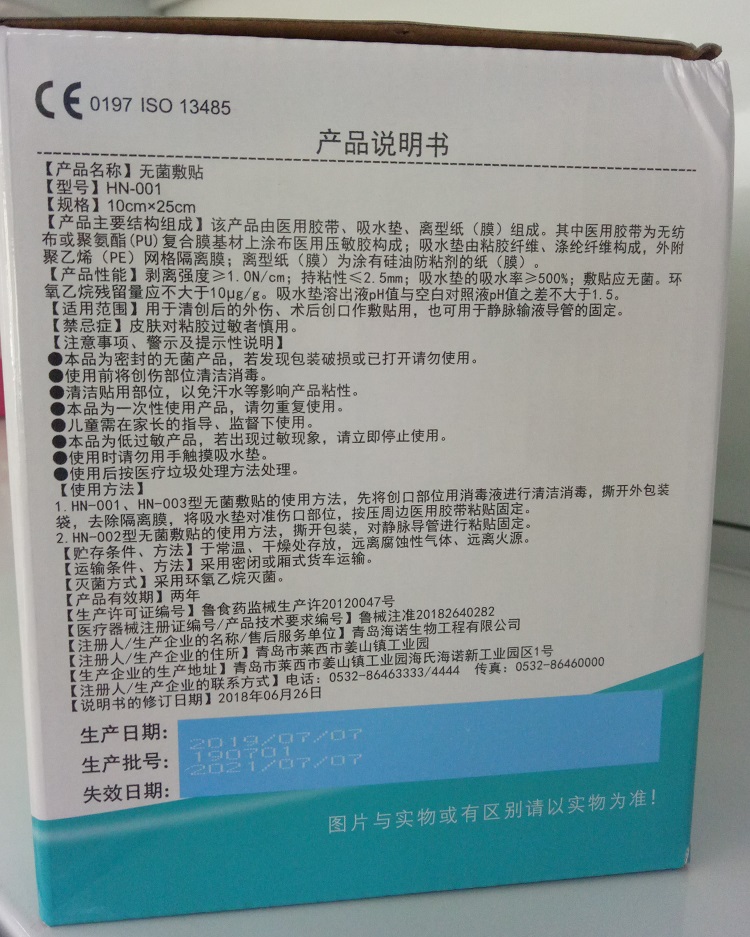 CE 0197 ISO 13485
产品说明书
【产品名称】无菌敷贴
【型号】HN-001
【规格】10cm×25cm
【产品主要结构组成】该产品由医用胶带、吸水垫、离型纸（膜）组成。其中医用胶带为无纺
布或聚氨酯(PU)复合膜基材上涂布医用压敏胶构成；吸水垫由粘胶纤维、涤纶纤维构成，外附
聚乙烯（PE）网格隔离膜；离型纸（膜）为涂有硅油防粘剂的纸（膜）。
【产品性能】剥离强度≥1.0N/cm；持粘性≤2.5mm；吸水垫的吸水率≥500%；敷贴应无菌。环
氧乙烷残留量应不大于10μg/g。吸水垫溶出液pH值与空白对照液pH值之差不大于1.5。
【适用范围】用于清创后的外伤、术后创口作敷贴用，也可用于静脉输液导管的固定。
【禁忌症】皮肤对粘胶过敏者慎用。
【注意事项、警示及提示性说明】
●本品为密封的无菌产品，若发现包装破损或已打开请勿使用。
●使用前将创伤部位清洁消毒。
●清洁贴用部位，以免汗水等影响产品粘性。
●本品为一次性使用产品，请勿重复使用。
●儿童需在家长的指导、监督下使用。
●本品为低过敏产品，若出现过敏现象，请立即停止使用。
●使用时请勿用手触摸吸水垫。
●使用后按医疗垃圾处理方法处理。
【使用方法】
1.HN-001、HN-003型无菌敷贴的使用方法，先将创口部位用消毒液进行清洁消毒，撕开外包装
袋，去除隔离膜，将吸水垫对准伤口部位，按压周边医用胶带粘贴固定。
2.HN-002型无菌敷贴的使用方法，撕开包装，对静脉导管进行粘贴固定。
【贮存条件、方法】于常温、干燥处存放，远离腐蚀性气体、远离火源。
【运输条件、方法】采用密闭或厢式货车运输。
【灭菌方式】采用环氧乙烷灭菌。
【产品有效期】两年
【生产许可证编号】鲁食药监械生产许20120047号
【医疗器械注册证编号/产品技术要求编号】鲁械注准20182640282
【注册人/生产企业的名称/售后服务单位】青岛海诺生物工程有限公司
【注册人/生产企业的住所】青岛市莱西市姜山镇工业园
【生产企业的生产地址】青岛市莱西市姜山镇工业园海氏海诺新工业园区1号
【注册人/生产企业的联系方式】电话：0532-86463333/4444 传真：0532-86460000
【说明书的修订日期】2018年06月26日
生产日期： 2019/07/07
生产批号： 190701
失效日期： 2021/07/07
图片与实物或有区别请以实物为准！